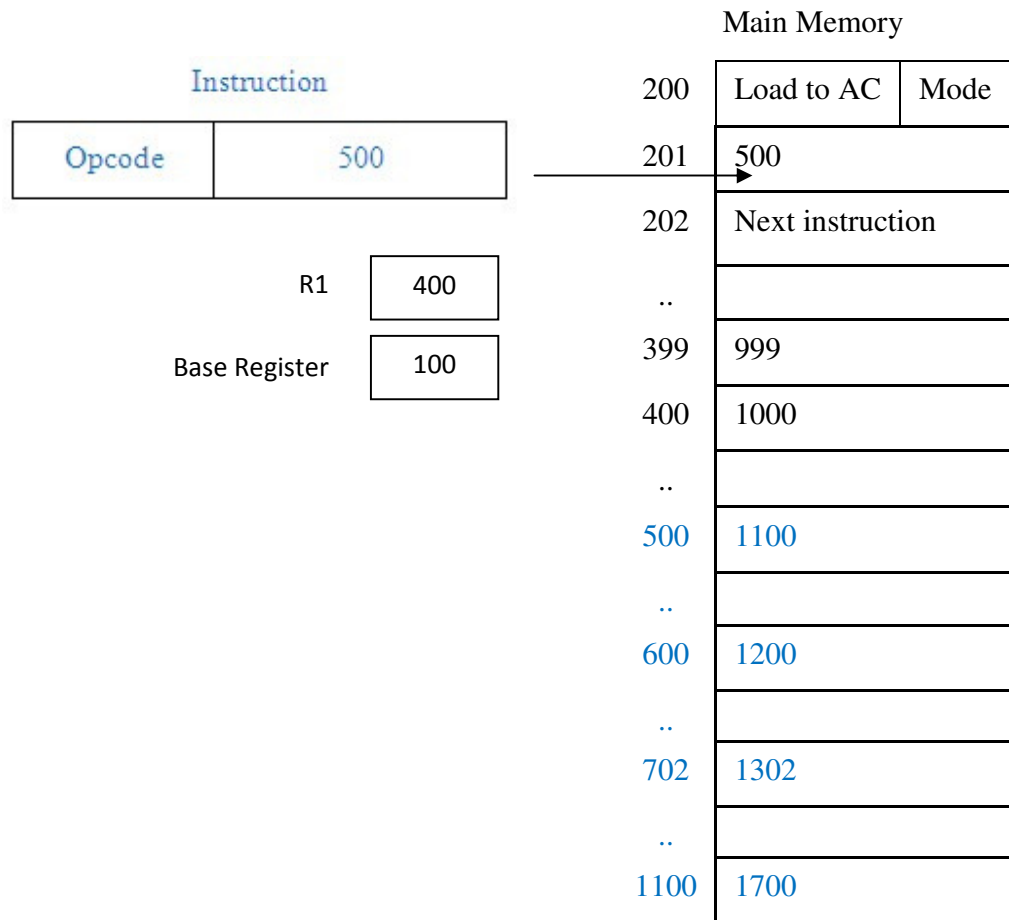 Main Memory
Instruction
Opcode 500
R1 400
Base Register 100
200 Load to AC Mode
201 500
202 Next instruction
..
399 999
400 1000
..
500 1100
..
600 1200
..
702 1302
..
1100 1700